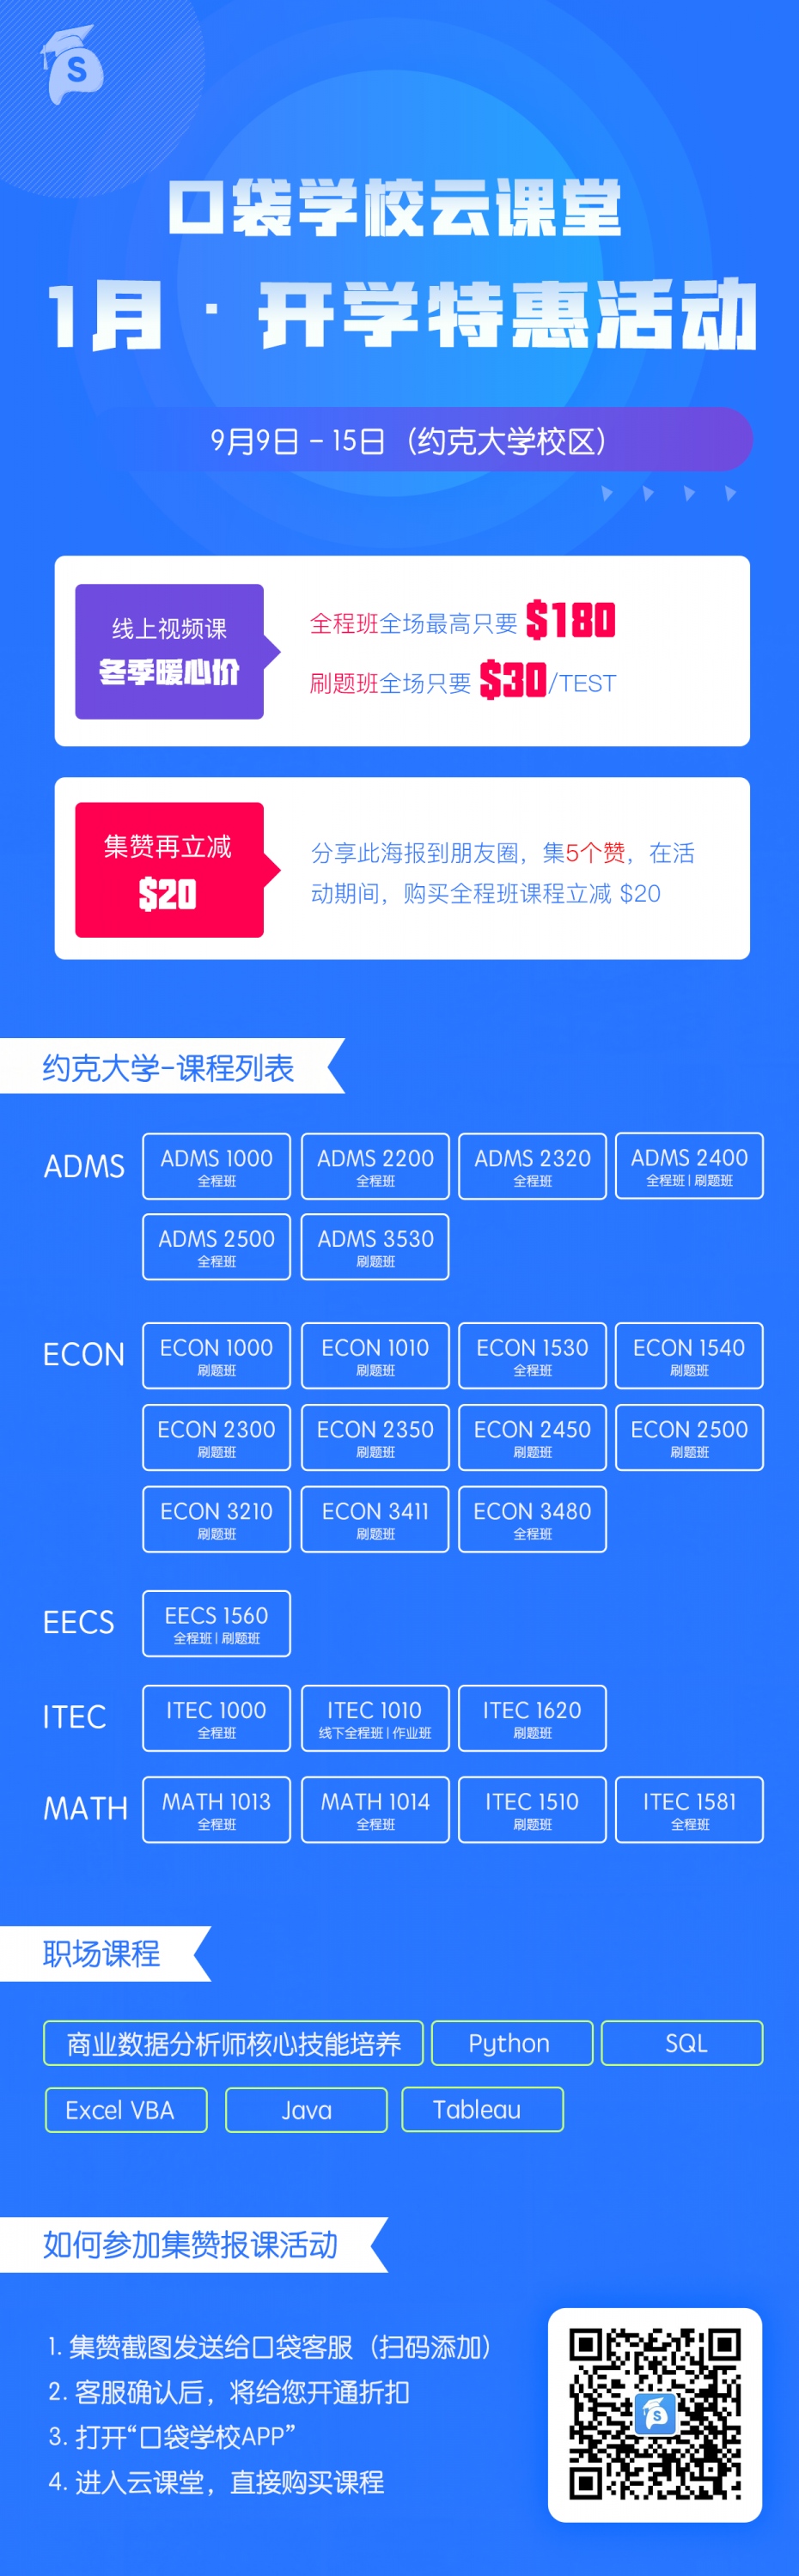 S
口袋学校云课堂
1月·开学特惠活动
9月9日 - 15日（约克大学校区）
线上视频课
冬季暖心价
全程班全场最高只要 $180
刷题班全场只要 $30/TEST
集赞再立减
$20
分享此海报到朋友圈，集5个赞，在活
动期间，购买全程班课程立减 $20
约克大学-课程列表
ADMS
ADMS 1000
全程班
ADMS 2200
全程班
ADMS 2320
全程班
ADMS 2400
全程班 | 刷题班
ADMS 2500
全程班
ADMS 3530
刷题班
ECON
ECON 1000
刷题班
ECON 1010
刷题班
ECON 1530
全程班
ECON 1540
刷题班
ECON 2300
刷题班
ECON 2350
刷题班
ECON 2450
刷题班
ECON 2500
刷题班
ECON 3210
刷题班
ECON 3411
刷题班
ECON 3480
全程班
EECS
EECS 1560
全程班 | 刷题班
ITEC
ITEC 1000
全程班
ITEC 1010
线下全程班 | 作业班
ITEC 1620
刷题班
MATH
MATH 1013
全程班
MATH 1014
全程班
ITEC 1510
刷题班
ITEC 1581
全程班
职场课程
商业数据分析师核心技能培养
Python
SQL
Excel VBA
Java
Tableau
如何参加集赞报课活动
1. 集赞截图发送给口袋客服（扫码添加）
2. 客服确认后，将给您开通折扣
3. 打开“口袋学校APP”
4. 进入云课堂，直接购买课程
S